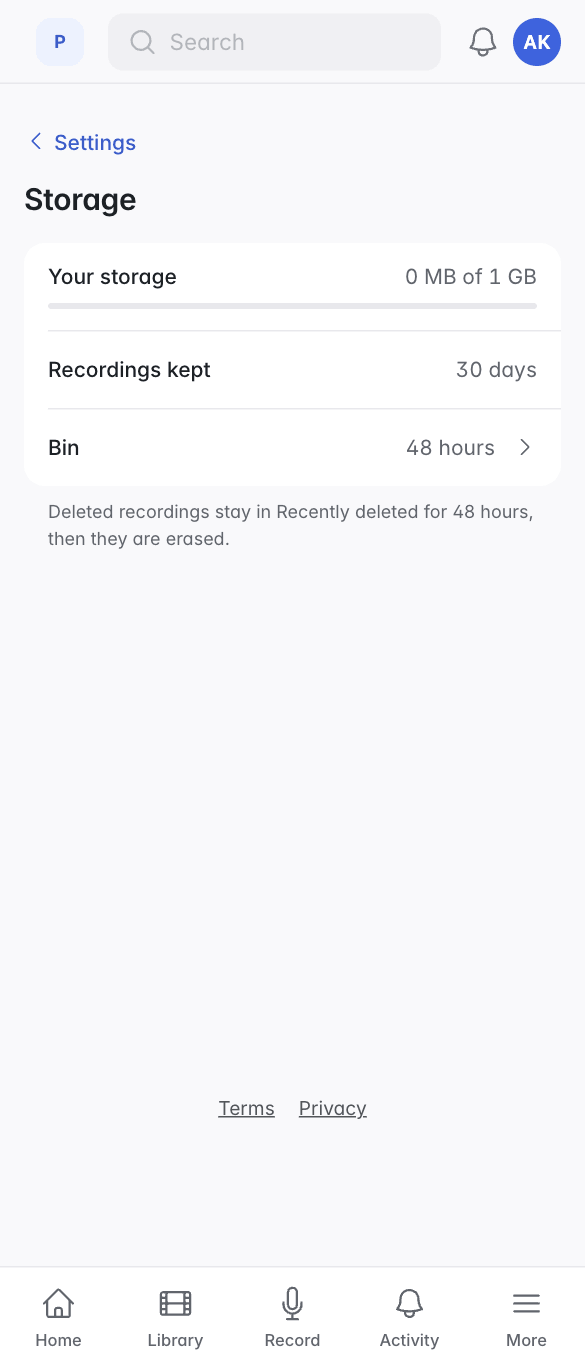 P
Search
AK
Settings
Storage
Your storage
0 MB of 1 GB
Recordings kept
30 days
Bin
48 hours
Deleted recordings stay in Recently deleted for 48 hours,
then they are erased.
Terms
Privacy
Home
Library
Record
Activity
More